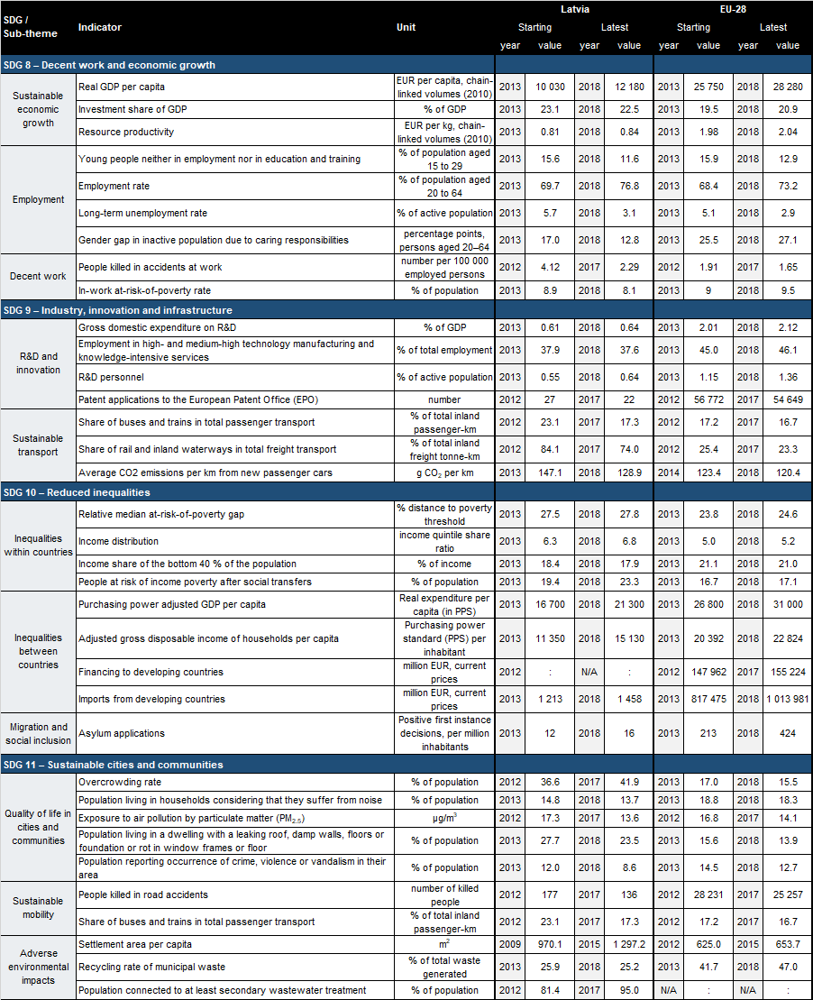 SDG / Sub-theme Indicator Unit Latvia EU-28
Starting Latest Starting Latest
year value year value year value year value
SDG 8 – Decent work and economic growth
Sustainable economic growth
Real GDP per capita EUR per capita, chain-linked volumes (2010) 2013 10 030 2018 12 180 2013 25 750 2018 28 280
Investment share of GDP % of GDP 2013 23.1 2018 22.5 2013 19.5 2018 20.9
Resource productivity EUR per kg, chain-linked volumes (2010) 2013 0.81 2018 0.84 2013 1.98 2018 2.04
Employment
Young people neither in employment nor in education and training % of population aged 15 to 29 2013 15.6 2018 11.6 2013 15.9 2018 12.9
Employment rate % of population aged 20 to 64 2013 69.7 2018 76.8 2013 68.4 2018 73.2
Long-term unemployment rate % of active population 2013 5.7 2018 3.1 2013 5.1 2018 2.9
Gender gap in inactive population due to caring responsibilities percentage points, persons aged 20–64 2013 17.0 2018 12.8 2013 25.5 2018 27.1
Decent work
People killed in accidents at work number per 100 000 employed persons 2012 4.12 2017 2.29 2012 1.91 2017 1.65
In-work at-risk-of-poverty rate % of population 2013 8.9 2018 8.1 2013 9 2018 9.5
SDG 9 – Industry, innovation and infrastructure
R&D and innovation
Gross domestic expenditure on R&D % of GDP 2013 0.61 2018 0.64 2013 2.01 2018 2.12
Employment in high- and medium-high technology manufacturing and knowledge-intensive services % of total employment 2013 37.9 2018 37.6 2013 45.0 2018 46.1
R&D personnel % of active population 2013 0.55 2018 0.64 2013 1.15 2018 1.36
Patent applications to the European Patent Office (EPO) number 2012 27 2017 22 2012 56 772 2017 54 649
Sustainable transport
Share of buses and trains in total passenger transport % of total inland passenger-km 2012 23.1 2017 17.3 2012 17.2 2017 16.7
Share of rail and inland waterways in total freight transport % of total inland freight tonne-km 2012 84.1 2017 74.0 2012 25.4 2017 23.3
Average CO2 emissions per km from new passenger cars g CO₂ per km 2013 147.1 2018 128.9 2014 123.4 2018 120.4
SDG 10 – Reduced inequalities
Inequalities within countries
Relative median at-risk-of-poverty gap % distance to poverty threshold 2013 27.5 2018 27.8 2013 23.8 2018 24.6
Income distribution income quintile share ratio 2013 6.3 2018 6.8 2013 5.0 2018 5.2
Income share of the bottom 40 % of the population % of income 2013 18.4 2018 17.9 2013 21.1 2018 21.0
People at risk of income poverty after social transfers % of population 2013 19.4 2018 23.3 2013 16.7 2018 17.1
Inequalities between countries
Purchasing power adjusted GDP per capita Real expenditure per capita (in PPS) 2013 16 700 2018 21 300 2013 26 800 2018 31 000
Adjusted gross disposable income of households per capita Purchasing power standard (PPS) per inhabitant 2013 11 350 2018 15 130 2013 20 392 2018 22 824
Financing to developing countries million EUR, current prices 2012 : N/A : 2012 147 962 2017 155 224
Imports from developing countries million EUR, current prices 2013 1 213 2018 1 458 2013 817 475 2018 1 013 981
Migration and social inclusion
Asylum applications Positive first instance decisions, per million inhabitants 2013 12 2018 16 2013 213 2018 424
SDG 11 – Sustainable cities and communities
Quality of life in cities and communities
Overcrowding rate % of population 2012 36.6 2017 41.9 2013 17.0 2018 15.5
Population living in households considering that they suffer from noise % of population 2013 14.8 2018 13.7 2013 18.8 2018 18.3
Exposure to air pollution by particulate matter (PM₂.₅) µg/m³ 2012 17.3 2017 13.6 2012 16.8 2017 14.1
Population living in a dwelling with a leaking roof, damp walls, floors or foundation or rot in window frames or floor % of population 2013 27.7 2018 23.5 2013 15.6 2018 13.9
Population reporting occurrence of crime, violence or vandalism in their area % of population 2013 12.0 2018 8.6 2013 14.5 2018 12.7
Sustainable mobility
People killed in road accidents number of killed people 2012 177 2017 136 2012 28 231 2017 25 257
Share of buses and trains in total passenger transport % of total inland passenger-km 2012 23.1 2017 17.3 2012 17.2 2017 16.7
Adverse environmental impacts
Settlement area per capita m² 2009 970.1 2015 1 297.2 2012 625.0 2015 653.7
Recycling rate of municipal waste % of total waste generated 2013 25.9 2018 25.2 2013 41.7 2018 47.0
Population connected to at least secondary wastewater treatment % of population 2012 81.4 2017 95.0 N/A : N/A :